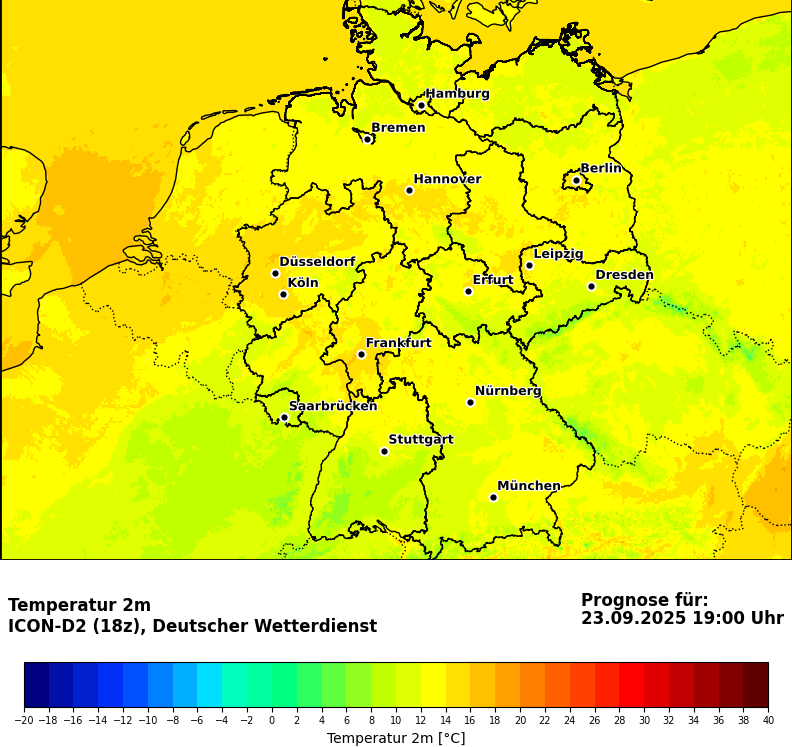 Hamburg
Bremen
Berlin
Hannover
Leipzig
Düsseldorf
Dresden
Köln
Erfurt
Frankfurt
Nürnberg
Saarbrücken
Stuttgart
München
Temperatur 2m
ICON-D2 (18z), Deutscher Wetterdienst
Prognose für:
23.09.2025 19:00 Uhr
−20 −18 −16 −14 −12 −10 −8 −6 −4 −2 0 2 4 6 8 10 12 14 16 18 20 22 24 26 28 30 32 34 36 38 40
Temperatur 2m [°C]